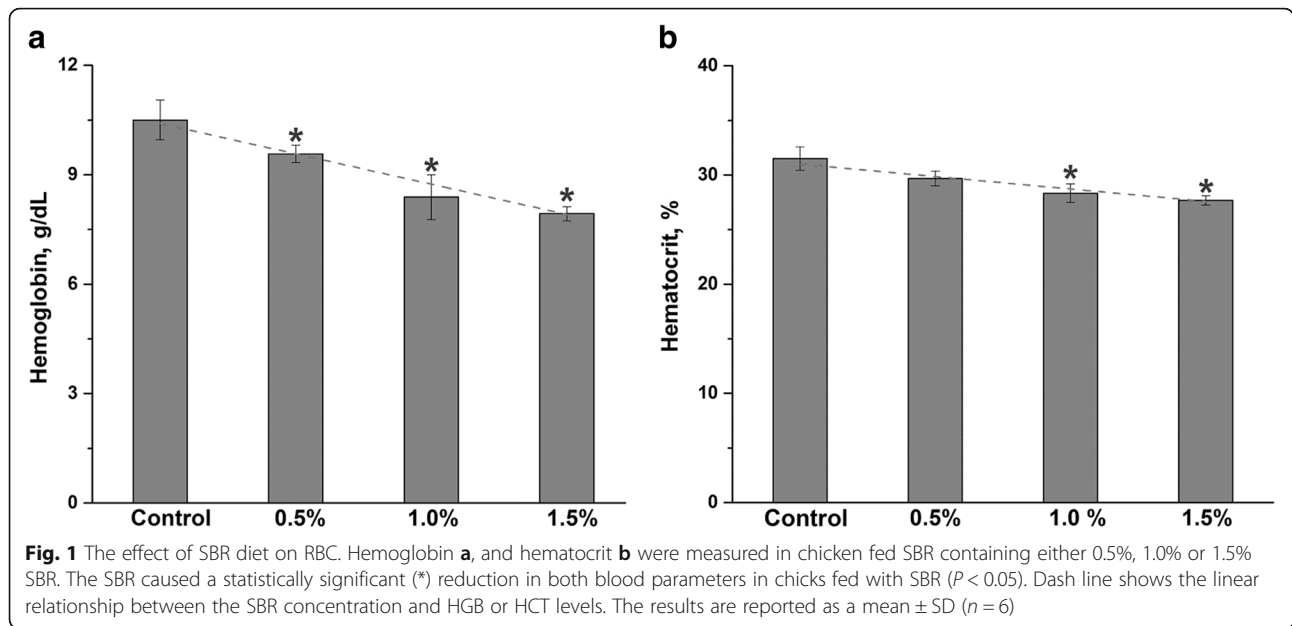 a
12
9
6
3
0
Hemoglobin, g/dL
* * *
Control 0.5% 1.0% 1.5%
b
40
30
20
10
0
Hematocrit, %
* *
Control 0.5% 1.0 % 1.5%
Fig. 1 The effect of SBR diet on RBC. Hemoglobin a, and hematocrit b were measured in chicken fed SBR containing either 0.5%, 1.0% or 1.5%
SBR. The SBR caused a statistically significant (*) reduction in both blood parameters in chicks fed with SBR (P < 0.05). Dash line shows the linear
relationship between the SBR concentration and HGB or HCT levels. The results are reported as a mean ± SD (n = 6)